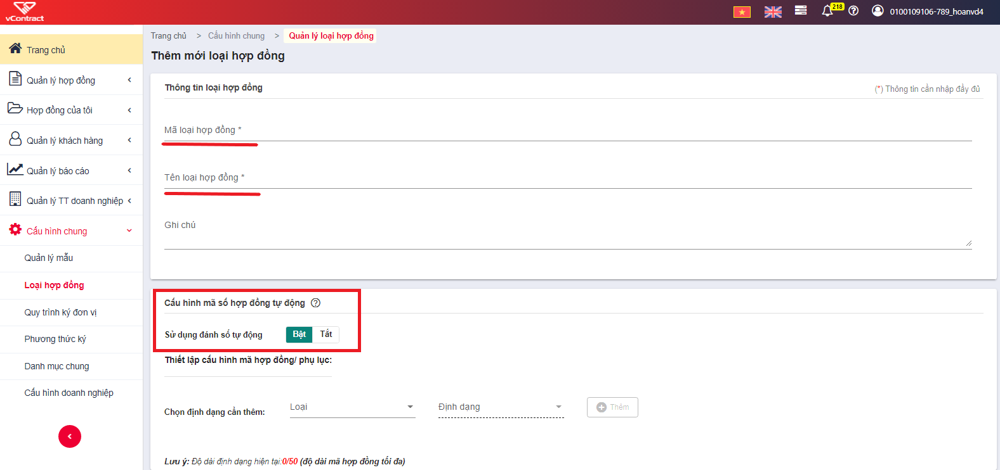 vContract
218
0100109106-789_hoanvd4
Trang chủ
Quản lý hợp đồng
Hợp đồng của tôi
Quản lý khách hàng
Quản lý báo cáo
Quản lý TT doanh nghiệp
Cấu hình chung
Quản lý mẫu
Loại hợp đồng
Quy trình ký đơn vị
Phương thức ký
Danh mục chung
Cấu hình doanh nghiệp
Trang chủ > Cấu hình chung > Quản lý loại hợp đồng
Thêm mới loại hợp đồng
Thông tin loại hợp đồng
(*) Thông tin cần nhập đầy đủ
Mã loại hợp đồng *
Tên loại hợp đồng *
Ghi chú
Cấu hình mã số hợp đồng tự động ?
Sử dụng đánh số tự động Bật Tắt
Thiết lập cấu hình mã hợp đồng/ phụ lục:
Chọn định dạng cần thêm: Loại Định dạng Thêm
Lưu ý: Độ dài định dạng hiện tại:0/50 (độ dài mã hợp đồng tối đa)